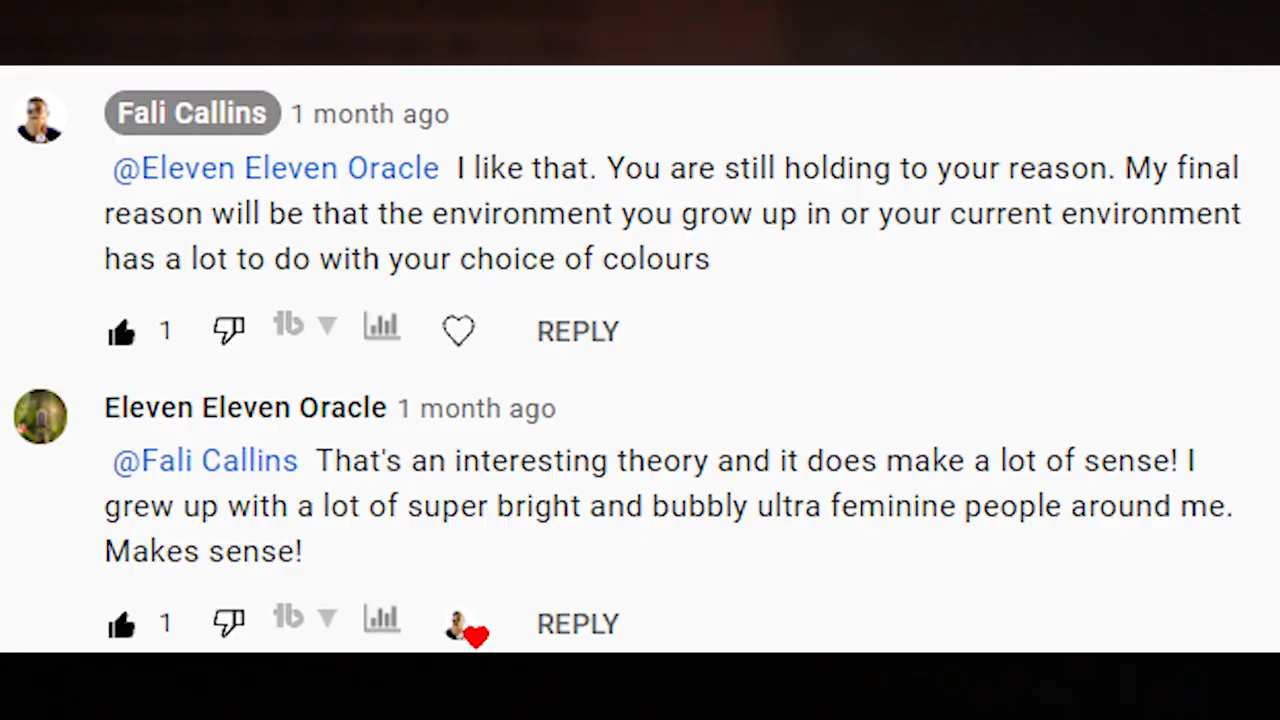 Fali Callins 1 month ago
@Eleven Eleven Oracle I like that. You are still holding to your reason. My final
reason will be that the environment you grow up in or your current environment
has a lot to do with your choice of colours
1 tb REPLY
Eleven Eleven Oracle 1 month ago
@Fali Callins That's an interesting theory and it does make a lot of sense! I
grew up with a lot of super bright and bubbly ultra feminine people around me.
Makes sense!
1 tb REPLY